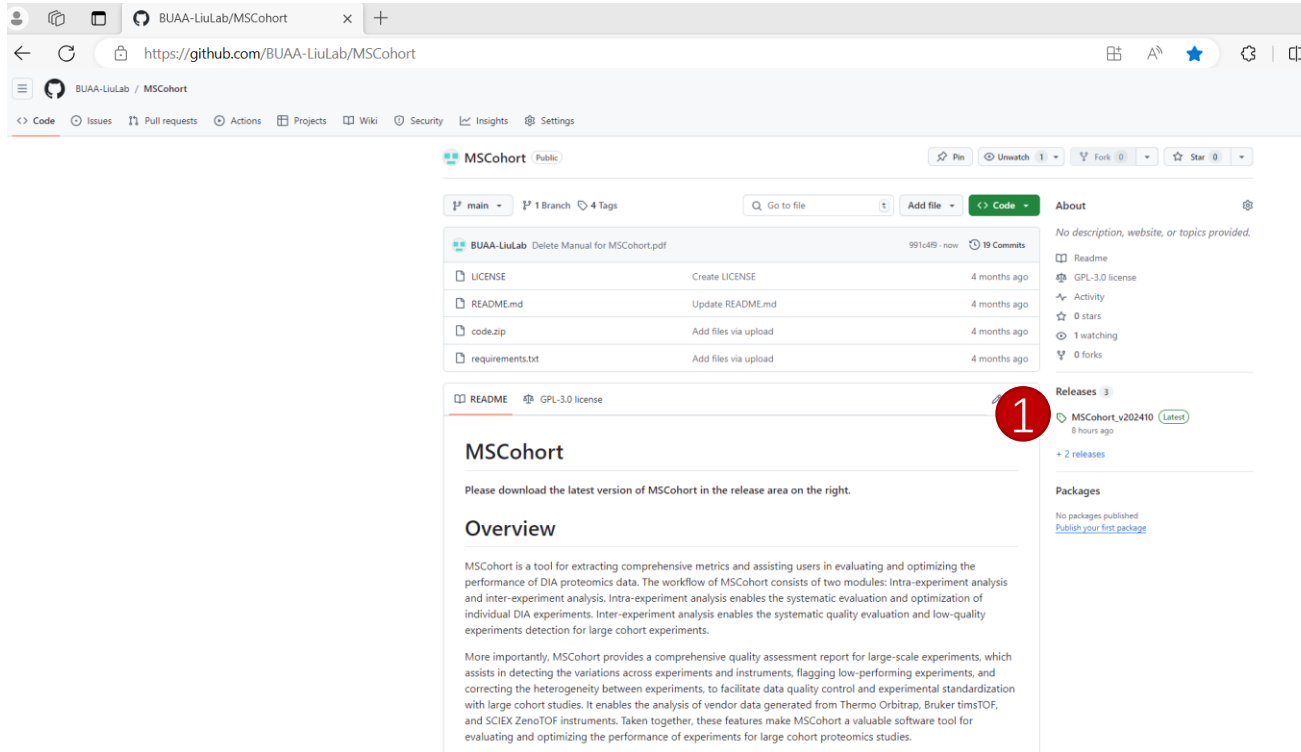 BUAA-LiuLab/MSCohort
https://github.com/BUAA-LiuLab/MSCohort
BUAA-LiuLab / MSCohort
Code Issues Pull requests Actions Projects Wiki Security Insights Settings
MSCohort Public Pin Unwatch 1 Fork 0 Star 0
main 1 Branch 4 Tags Go to file t Add file Code
BUAA-LiuLab Delete Manual for MSCohort.pdf 991c4f9 · now 19 Commits
LICENSE Create LICENSE 4 months ago
README.md Update README.md 4 months ago
code.zip Add files via upload 4 months ago
requirements.txt Add files via upload 4 months ago
README GPL-3.0 license
MSCohort
Please download the latest version of MSCohort in the release area on the right.
Overview
MSCohort is a tool for extracting comprehensive metrics and assisting users in evaluating and optimizing the
performance of DIA proteomics data. The workflow of MSCohort consists of two modules: Intra-experiment analysis
and inter-experiment analysis. Intra-experiment analysis enables the systematic evaluation and optimization of
individual DIA experiments. Inter-experiment analysis enables the systematic quality evaluation and low-quality
experiments detection for large cohort experiments.
More importantly, MSCohort provides a comprehensive quality assessment report for large-scale experiments, which
assists in detecting the variations across experiments and instruments, flagging low-performing experiments, and
correcting the heterogeneity between experiments, to facilitate data quality control and experimental standardization
with large cohort studies. It enables the analysis of vendor data generated from Thermo Orbitrap, Bruker timsTOF,
and SCIEX ZenoTOF instruments. Taken together, these features make MSCohort a valuable software tool for
evaluating and optimizing the performance of experiments for large cohort proteomics studies.
About
No description, website, or topics provided.
Readme
GPL-3.0 license
Activity
0 stars
1 watching
0 forks
Releases 3
1
MSCohort_v202410 Latest
8 hours ago
+ 2 releases
Packages
No packages published
Publish your first package